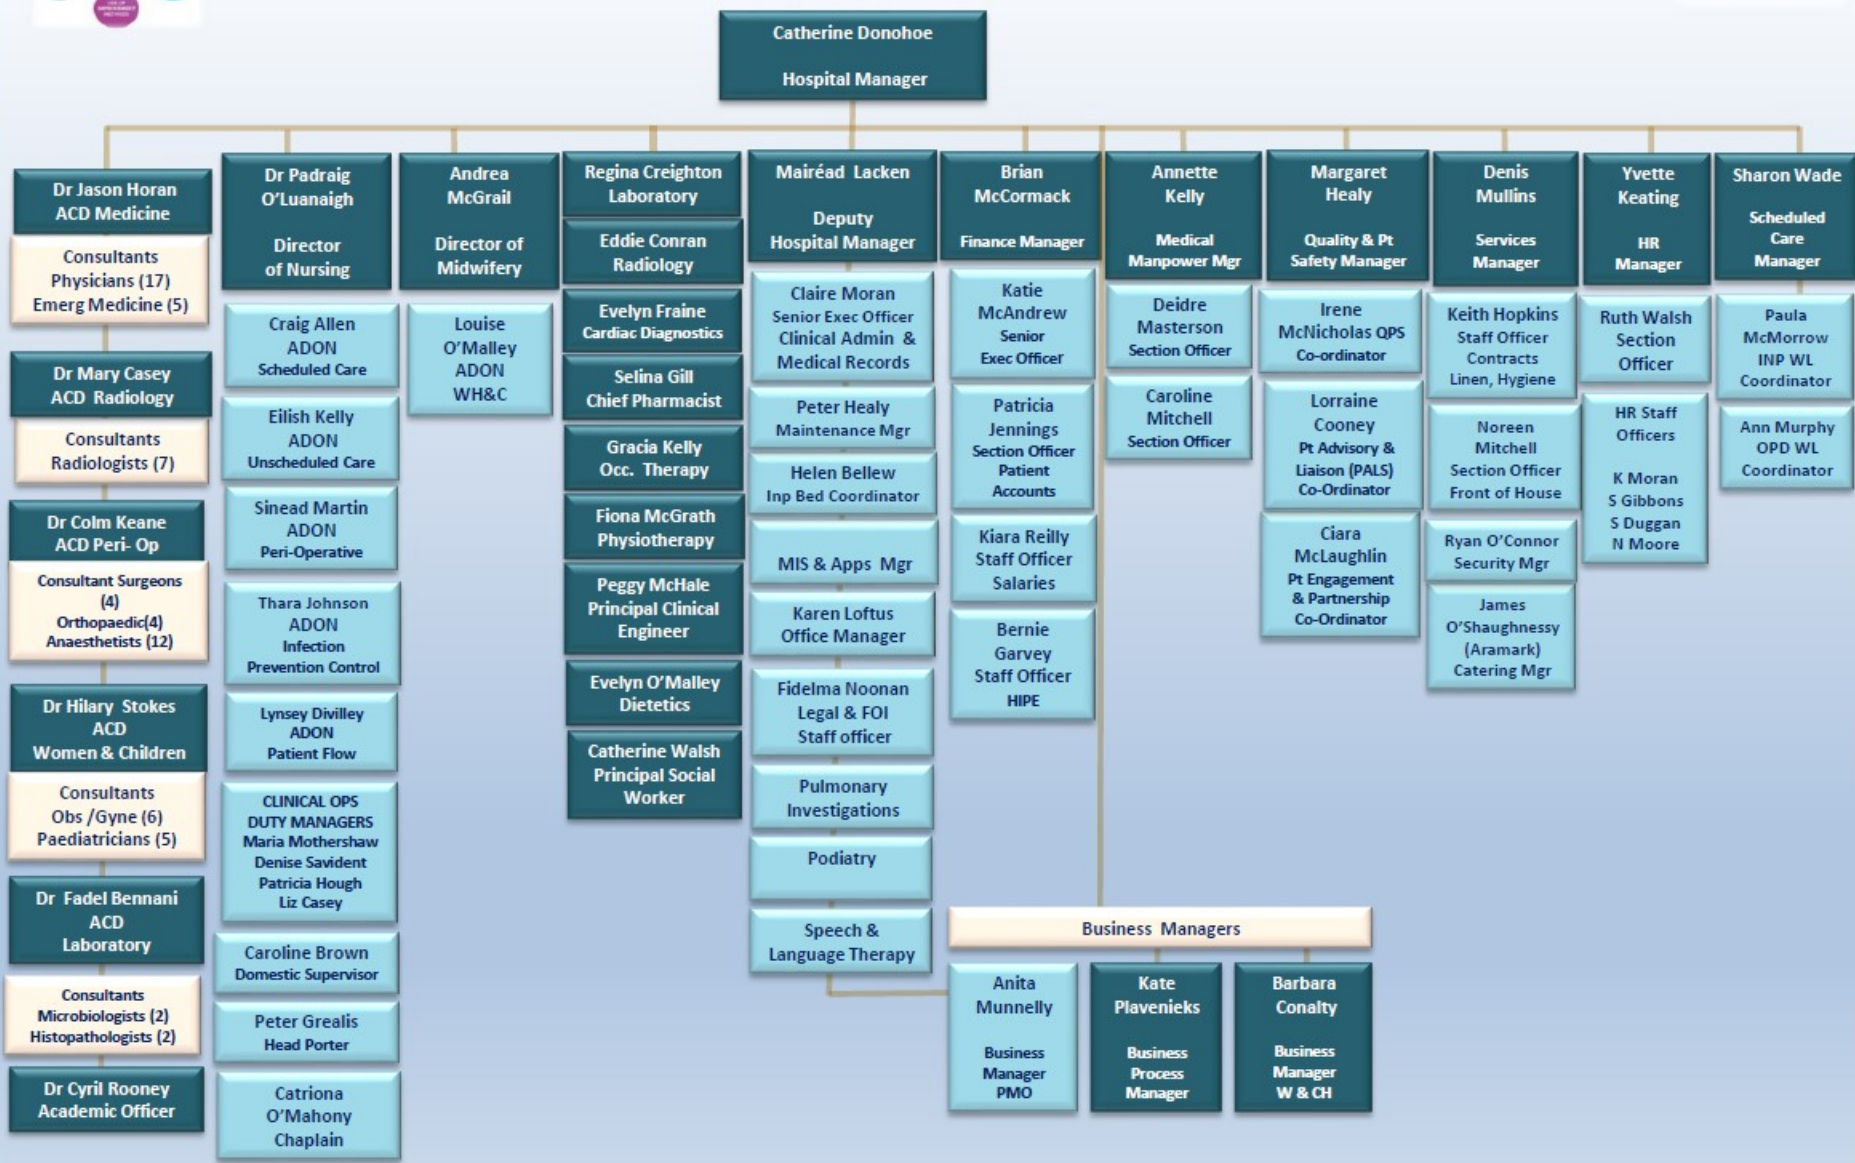 USE OF
IMPROVEMENT
METHODS
Catherine Donohoe
Hospital Manager
Dr Jason Horan
ACD Medicine
Consultants
Physicians (17)
Emerg Medicine (5)
Dr Mary Casey
ACD Radiology
Consultants
Radiologists (7)
Dr Colm Keane
ACD Peri- Op
Consultant Surgeons
(4)
Orthopaedic(4)
Anaesthetists (12)
Dr Hilary Stokes
ACD
Women & Children
Consultants
Obs /Gyne (6)
Paediatricians (5)
Dr Fadel Bennani
ACD
Laboratory
Consultants
Microbiologists (2)
Histopathologists (2)
Dr Cyril Rooney
Academic Officer
Dr Padraig
O'Luanaigh
Director
of Nursing
Craig Allen
ADON
Scheduled Care
Eilish Kelly
ADON
Unscheduled Care
Sinead Martin
ADON
Peri-Operative
Thara Johnson
ADON
Infection
Prevention Control
Lynsey Divilley
ADON
Patient Flow
CLINICAL OPS
DUTY MANAGERS
Maria Mothershaw
Denise Savident
Patricia Hough
Liz Casey
Caroline Brown
Domestic Supervisor
Peter Grealis
Head Porter
Catriona
O'Mahony
Chaplain
Andrea
McGrail
Director of
Midwifery
Louise
O'Malley
ADON
WH&C
Regina Creighton
Laboratory
Eddie Conran
Radiology
Evelyn Fraine
Cardiac Diagnostics
Selina Gill
Chief Pharmacist
Gracia Kelly
Occ. Therapy
Fiona McGrath
Physiotherapy
Peggy McHale
Principal Clinical
Engineer
Evelyn O'Malley
Dietetics
Catherine Walsh
Principal Social
Worker
Mairéad Lacken
Deputy
Hospital Manager
Claire Moran
Senior Exec Officer
Clinical Admin &
Medical Records
Peter Healy
Maintenance Mgr
Helen Bellew
Inp Bed Coordinator
MIS & Apps Mgr
Karen Loftus
Office Manager
Fidelma Noonan
Legal & FOI
Staff officer
Pulmonary
Investigations
Podiatry
Speech &
Language Therapy
Brian
McCormack
Finance Manager
Katie
McAndrew
Senior
Exec Officer
Patricia
Jennings
Section Officer
Patient
Accounts
Kiara Reilly
Staff Officer
Salaries
Bernie
Garvey
Staff Officer
HIPE
Annette
Kelly
Medical
Manpower Mgr
Deidre
Masterson
Section Officer
Caroline
Mitchell
Section Officer
Margaret
Healy
Quality & Pt
Safety Manager
Irene
McNicholas QPS
Co-ordinator
Lorraine
Cooney
Pt Advisory &
Liaison (PALS)
Co-Ordinator
Ciara
McLaughlin
Pt Engagement
& Partnership
Co-Ordinator
Denis
Mullins
Services
Manager
Keith Hopkins
Staff Officer
Contracts
Linen, Hygiene
Noreen
Mitchell
Section Officer
Front of House
Ryan O'Connor
Security Mgr
James
O'Shaughnessy
(Aramark)
Catering Mgr
Yvette
Keating
HR
Manager
Ruth Walsh
Section
Officer
HR Staff
Officers
K Moran
S Gibbons
S Duggan
N Moore
Sharon Wade
Scheduled
Care
Manager
Paula
McMorrow
INP WL
Coordinator
Ann Murphy
OPD WL
Coordinator
Business Managers
Anita
Munnelly
Business
Manager
PMO
Kate
Plavenieks
Business
Process
Manager
Barbara
Conalty
Business
Manager
W & CH